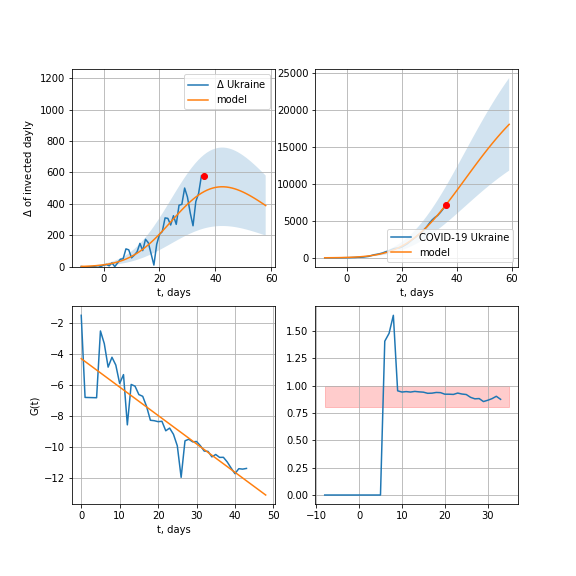 1200
1000
800
600
400
200
0
Δ of invected dayly
0 20 40 60
t, days
Δ Ukraine
model
25000
20000
15000
10000
5000
0
0 20 40 60
t, days
COVID-19 Ukraine
model
−2
−4
−6
−8
−10
−12
G(t)
0 10 20 30 40 50
t, days
1.50
1.25
1.00
0.75
0.50
0.25
0.00
−10 0 10 20 30